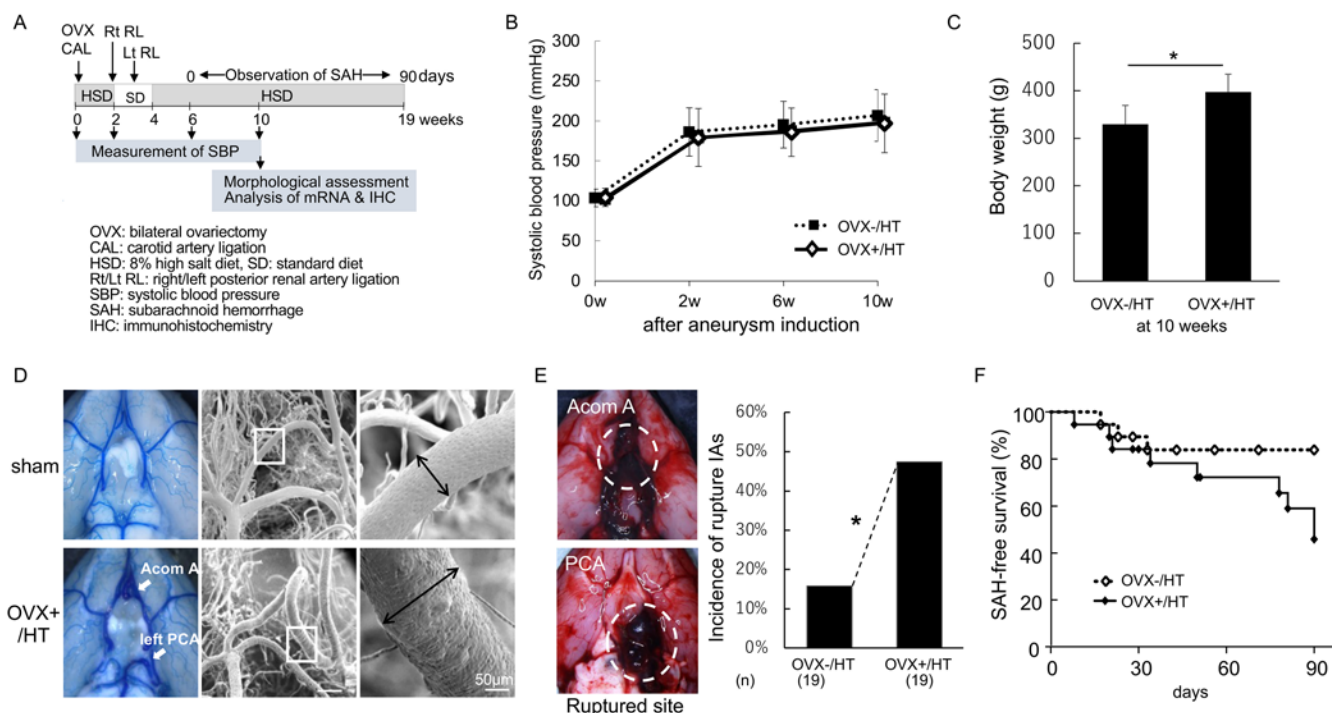 A
OVX Rt RL
CAL Lt RL
0 Observation of SAH 90 days
HSD SD HSD
0 2 4 6 10 19 weeks
Measurement of SBP
Morphological assessment
Analysis of mRNA & IHC
OVX: bilateral ovariectomy
CAL: carotid artery ligation
HSD: 8% high salt diet, SD: standard diet
Rt/Lt RL: right/left posterior renal artery ligation
SBP: systolic blood pressure
SAH: subarachnoid hemorrhage
IHC: immunohistochemistry
B
Systolic blood pressure (mmHg)
300
250
200
150
100
50
0
OVX-/HT
OVX+/HT
0w 2w 6w 10w
after aneurysm induction
C
Body weight (g)
500
400
300
200
100
0
*
OVX-/HT OVX+/HT
at 10 weeks
D
sham
OVX+
/HT
Acom A
left PCA
50μm
E
Acom A
PCA
Ruptured site
Incidence of rupture IAs
60%
50%
40%
30%
20%
10%
0%
*
OVX-/HT OVX+/HT
(n) (19) (19)
F
SAH-free survival (%)
100
80
60
40
20
0
OVX-/HT
OVX+/HT
0 30 60 90
days